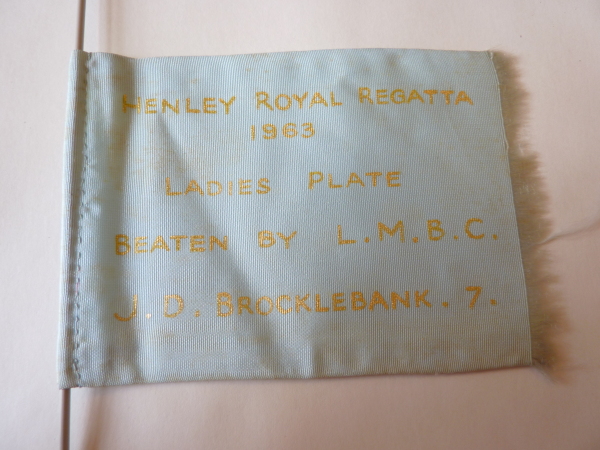 HENLEY ROYAL REGATTA
1963
LADIES PLATE
BEATEN BY L.M.B.C.
J.D. BROCKLEBANK. 7.